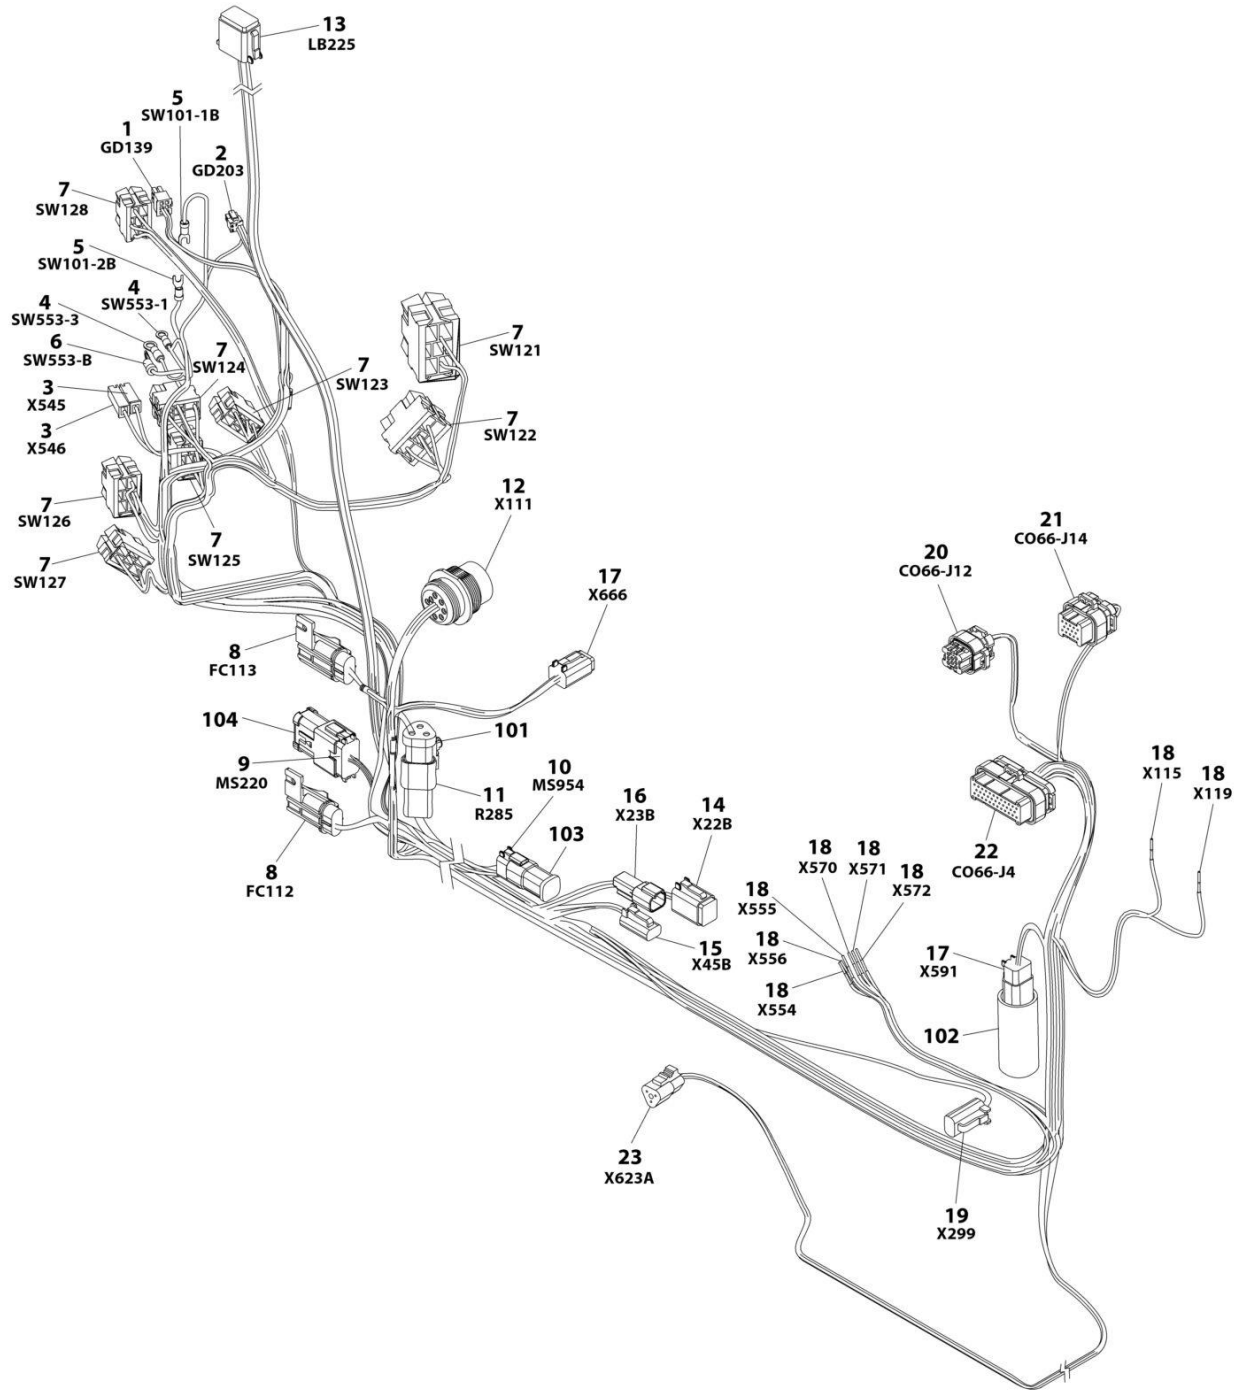 13
LB225
5
SW101-1B
1
GD139
2
GD203
7
SW128
5
SW101-2B
4
SW553-1
4
SW553-3
6
SW553-B
7
SW124
7
SW123
7
SW121
7
SW122
3
X545
3
X546
7
SW126
7
SW125
7
SW127
12
X111
17
X666
8
FC113
104
9
MS220
101
11
R285
10
MS954
103
16
X23B
14
X22B
8
FC112
15
X45B
18
X570
18
X571
18
X572
18
X555
18
X556
18
X554
20
CO66-J12
21
CO66-J14
22
CO66-J4
18
X115
18
X119
17
X591
102
23
X623A
19
X299